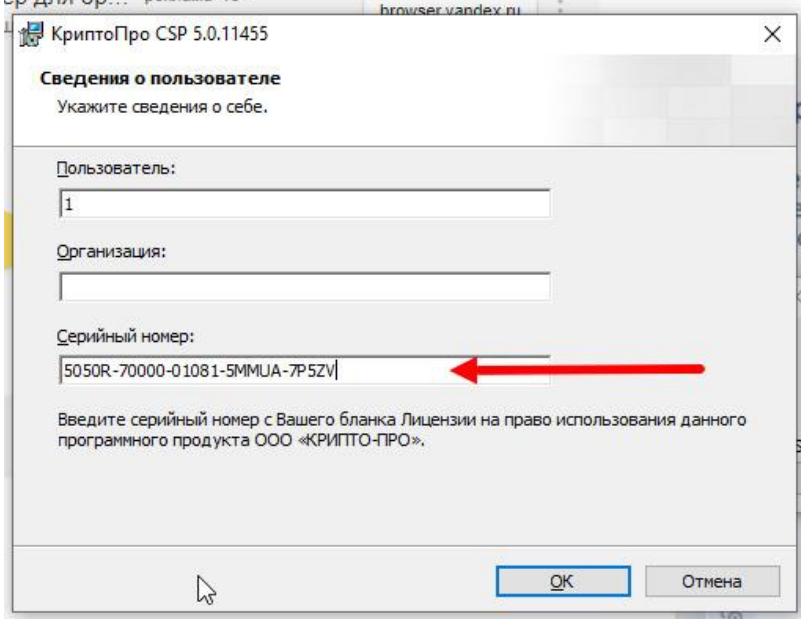 browser.yandex.ru
КриптоПро CSP 5.0.11455
Сведения о пользователе
Укажите сведения о себе.
Пользователь:
1
Организация:
Серийный номер:
5050R-70000-01081-5MMUA-7P5ZV
Введите серийный номер с Вашего бланка Лицензии на право использования данного
программного продукта ООО «КРИПТО-ПРО».
ОК
Отмена